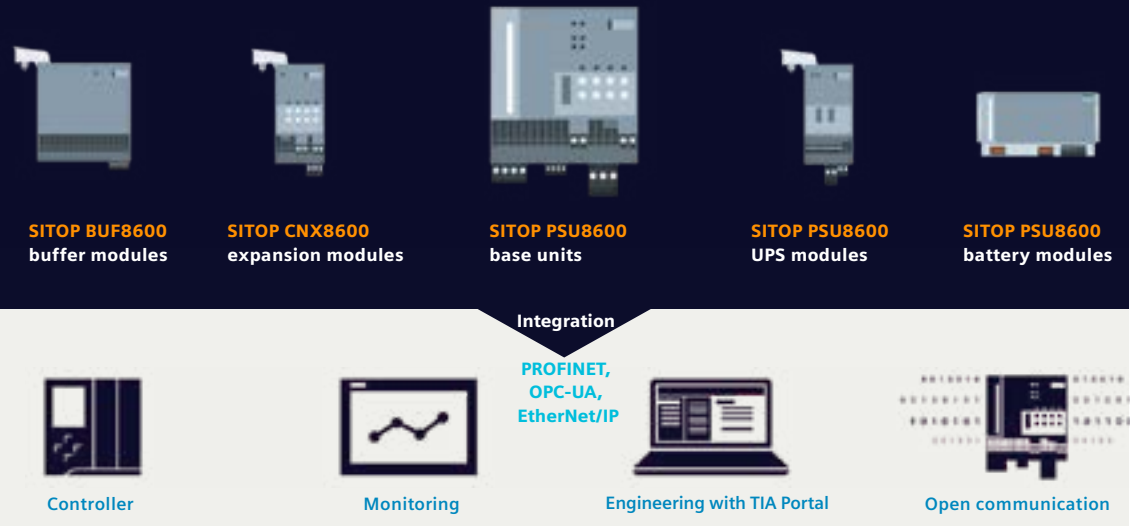 SITOP BUF8600
buffer modules
SITOP CNX8600
expansion modules
SITOP PSU8600
base units
SITOP PSU8600
UPS modules
SITOP PSU8600
battery modules
Integration
PROFINET,
OPC-UA,
EtherNet/IP
Controller
Monitoring
Engineering with TIA Portal
Open communication